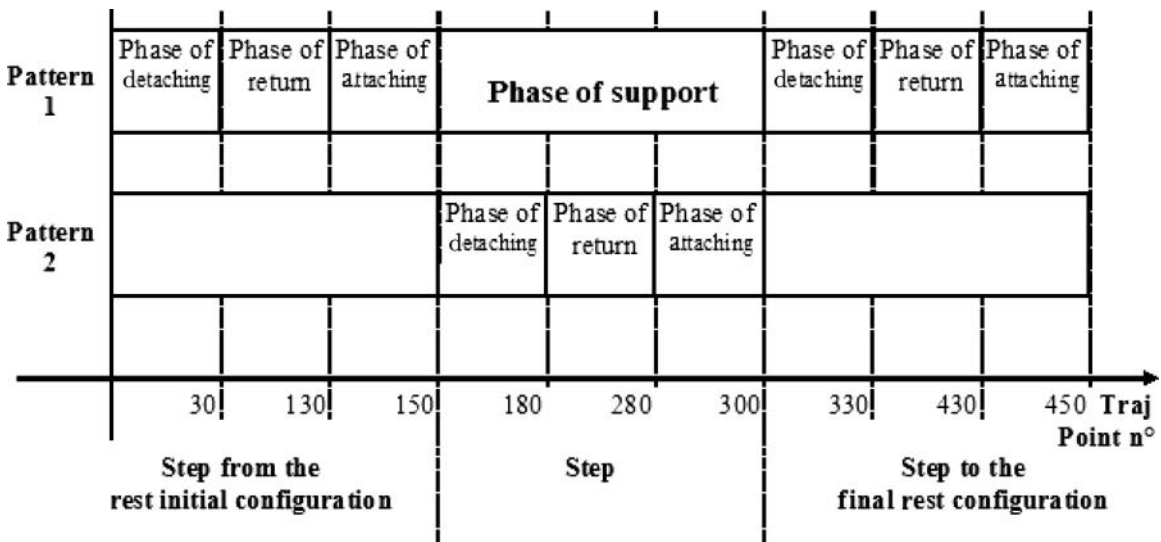 Pattern
1
Phase of
detaching
Phase of
return
Phase of
attaching
Phase of support
Phase of
detaching
Phase of
return
Phase of
attaching
Pattern
2
Phase of
detaching
Phase of
return
Phase of
attaching
30 130 150 180 280 300 330 430 450 Traj
Point n°
Step from the
rest initial configuration
Step
Step to the
final rest configuration